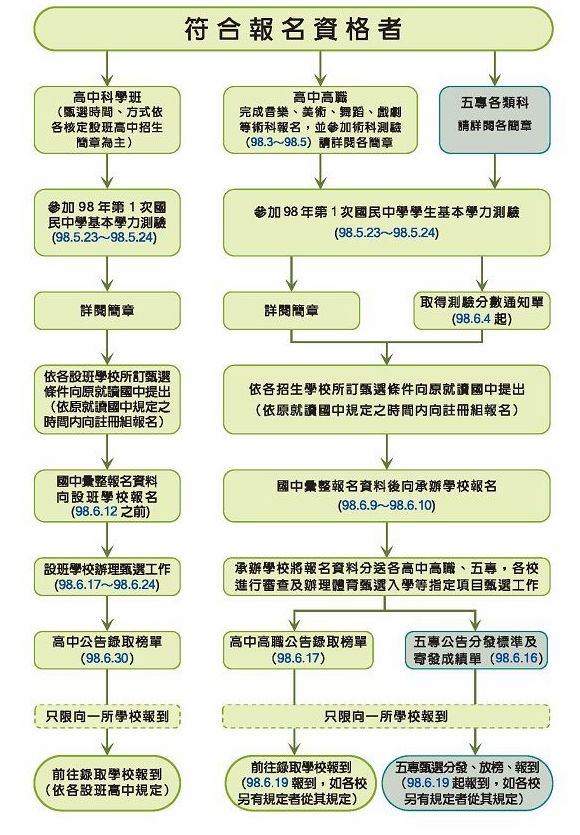 符合報名資格者
高中科學班
（甄選時間、方式依
各核定設班高中招生
簡章為主）
高中高職
完成音樂、美術、舞蹈、戲劇
等術科報名，並參加術科測驗
（98.3～98.5）請詳閱各簡章
五專各類科
請詳閱各簡章
參加 98 年第 1 次國
民中學基本學力測驗
(98.5.23～98.5.24)
參加 98 年第 1 次國民中學學生基本學力測驗
(98.5.23～98.5.24)
詳閱簡章
詳閱簡章
取得測驗分數通知單
(98.6.4 起)
依各設班學校所訂甄選
條件向原就讀國中提出
（依原就讀國中規定之
時間内向註冊組報名）
依各招生學校所訂甄選條件向原就讀國中提出
（依原就讀國中規定之時間内向註冊組報名）
國中彙整報名資料
向設班學校報名
(98.6.12 之前)
國中彙整報名資料後向承辦學校報名
(98.6.9～98.6.10)
設班學校辦理甄選工作
(98.6.17～98.6.24)
承辦學校將報名資料分送各高中高職、五專，各校
進行審查及辦理體育甄選入學等指定項目甄選工作
高中公告錄取榜單
(98.6.30)
高中高職公告錄取榜單
(98.6.17)
五專公告分發標準及
寄發成績單（98.6.16）
只限向一所學校報到
只限向一所學校報到
前往錄取學校報到
（依各設班高中規定）
前往錄取學校報到
（98.6.19 報到，如各校
另有規定者從其規定）
五專甄選分發、放榜、報到
（98.6.19 起報到，如各校
另有規定者從其規定）